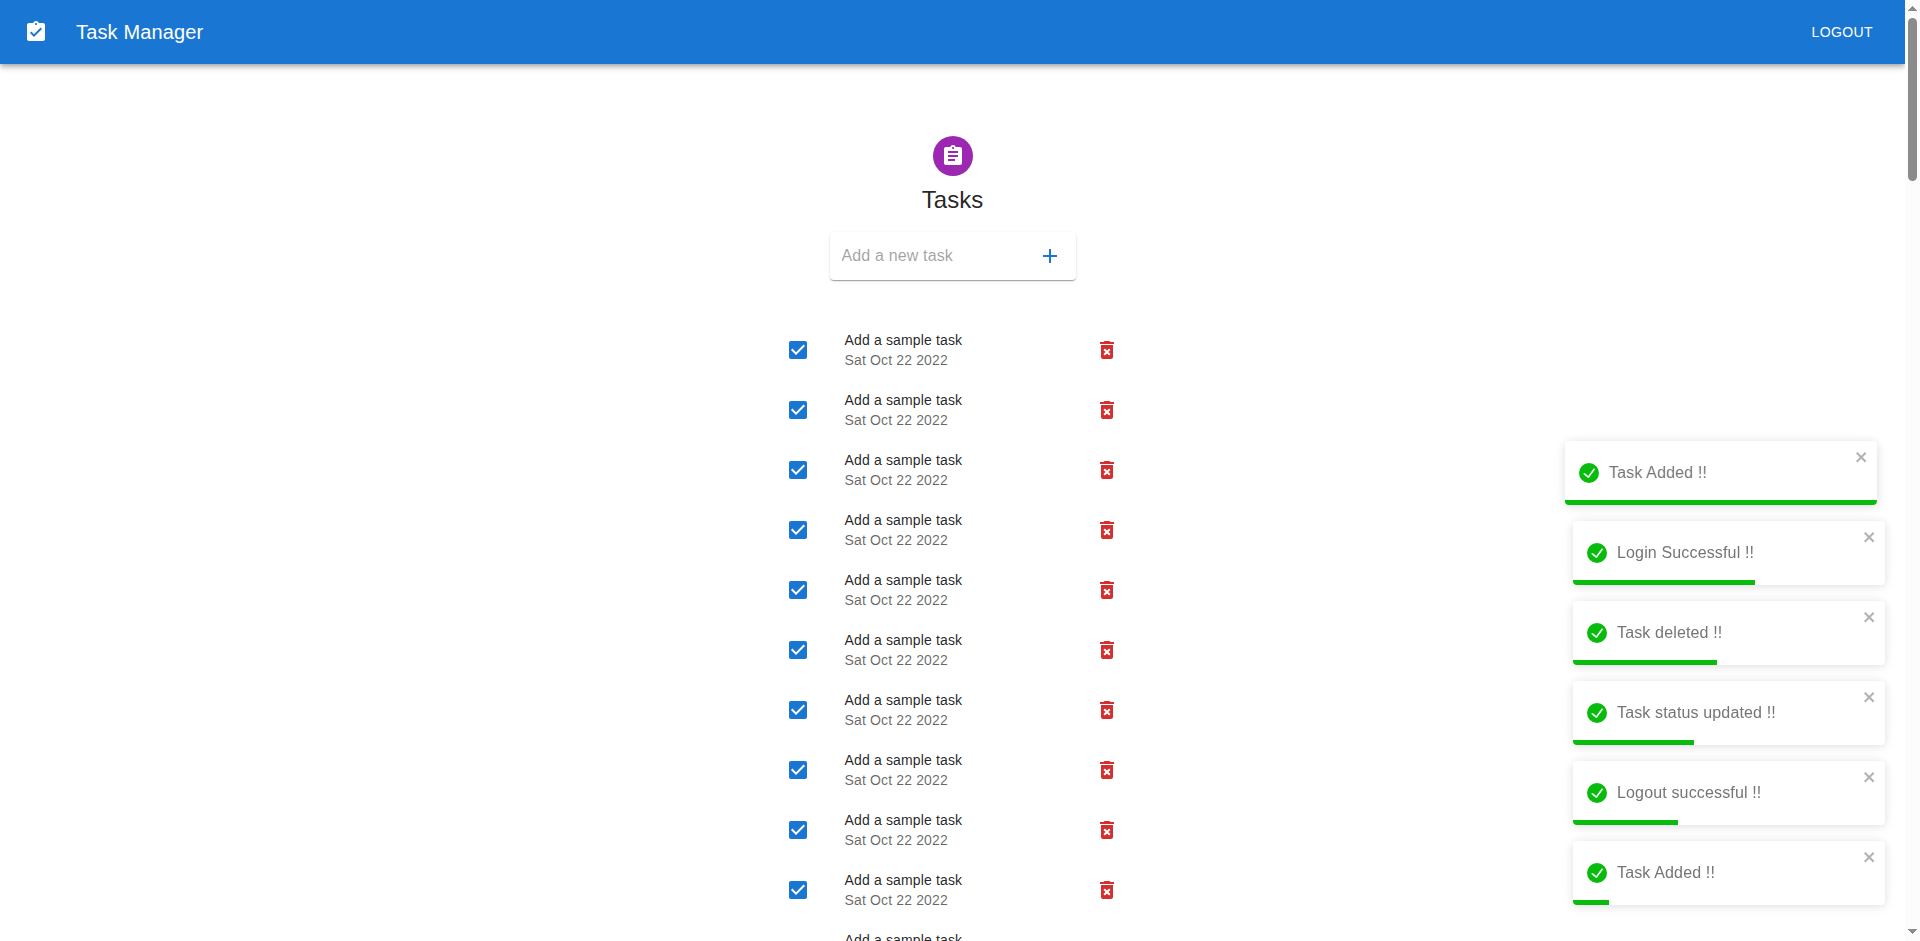 Task Manager
LOGOUT
Tasks
Add a new task
Add a sample task
Sat Oct 22 2022
Add a sample task
Sat Oct 22 2022
Add a sample task
Sat Oct 22 2022
Add a sample task
Sat Oct 22 2022
Add a sample task
Sat Oct 22 2022
Add a sample task
Sat Oct 22 2022
Add a sample task
Sat Oct 22 2022
Add a sample task
Sat Oct 22 2022
Add a sample task
Sat Oct 22 2022
Add a sample task
Sat Oct 22 2022
Add a sample task
Task Added !!
Login Successful !!
Task deleted !!
Task status updated !!
Logout successful !!
Task Added !!